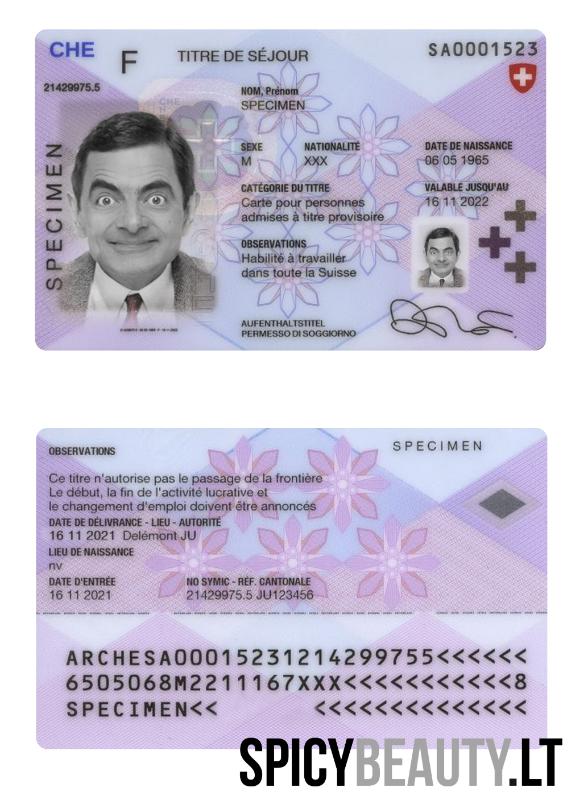 CHE
F
TITRE DE SÉJOUR
SA0001523
21429975.5
NOM, Prénom
SPECIMEN
SEXE NATIONALITÉ DATE DE NAISSANCE
M XXX 06 05 1965
CATÉGORIE DU TITRE VALABLE JUSQU'AU
Carte pour personnes 16 11 2022
admises à titre provisoire
OBSERVATIONS
Habilité à travailler
dans toute la Suisse
SPECIMEN
AUFENTHALTSTITEL
PERMESSO DI SOGGIORNO
OBSERVATIONS
SPECIMEN
Ce titre n'autorise pas le passage de la frontière
Le début, la fin de l'activité lucrative et
le changement d'emploi doivent être annoncés
DATE DE DÉLIVRANCE - LIEU - AUTORITÉ
16 11 2021 Delémont JU
LIEU DE NAISSANCE
nv
DATE D'ENTRÉE NO SYMIC - RÉF. CANTONALE
16 11 2021 21429975.5 JU123456
ARCHESA00015231214299755<<<<<<
6505068M2211167XXX<<<<<<<<<<<8
SPECIMEN<< <<<<<<<<<<<<<<
SPICYBEAUTY.LT